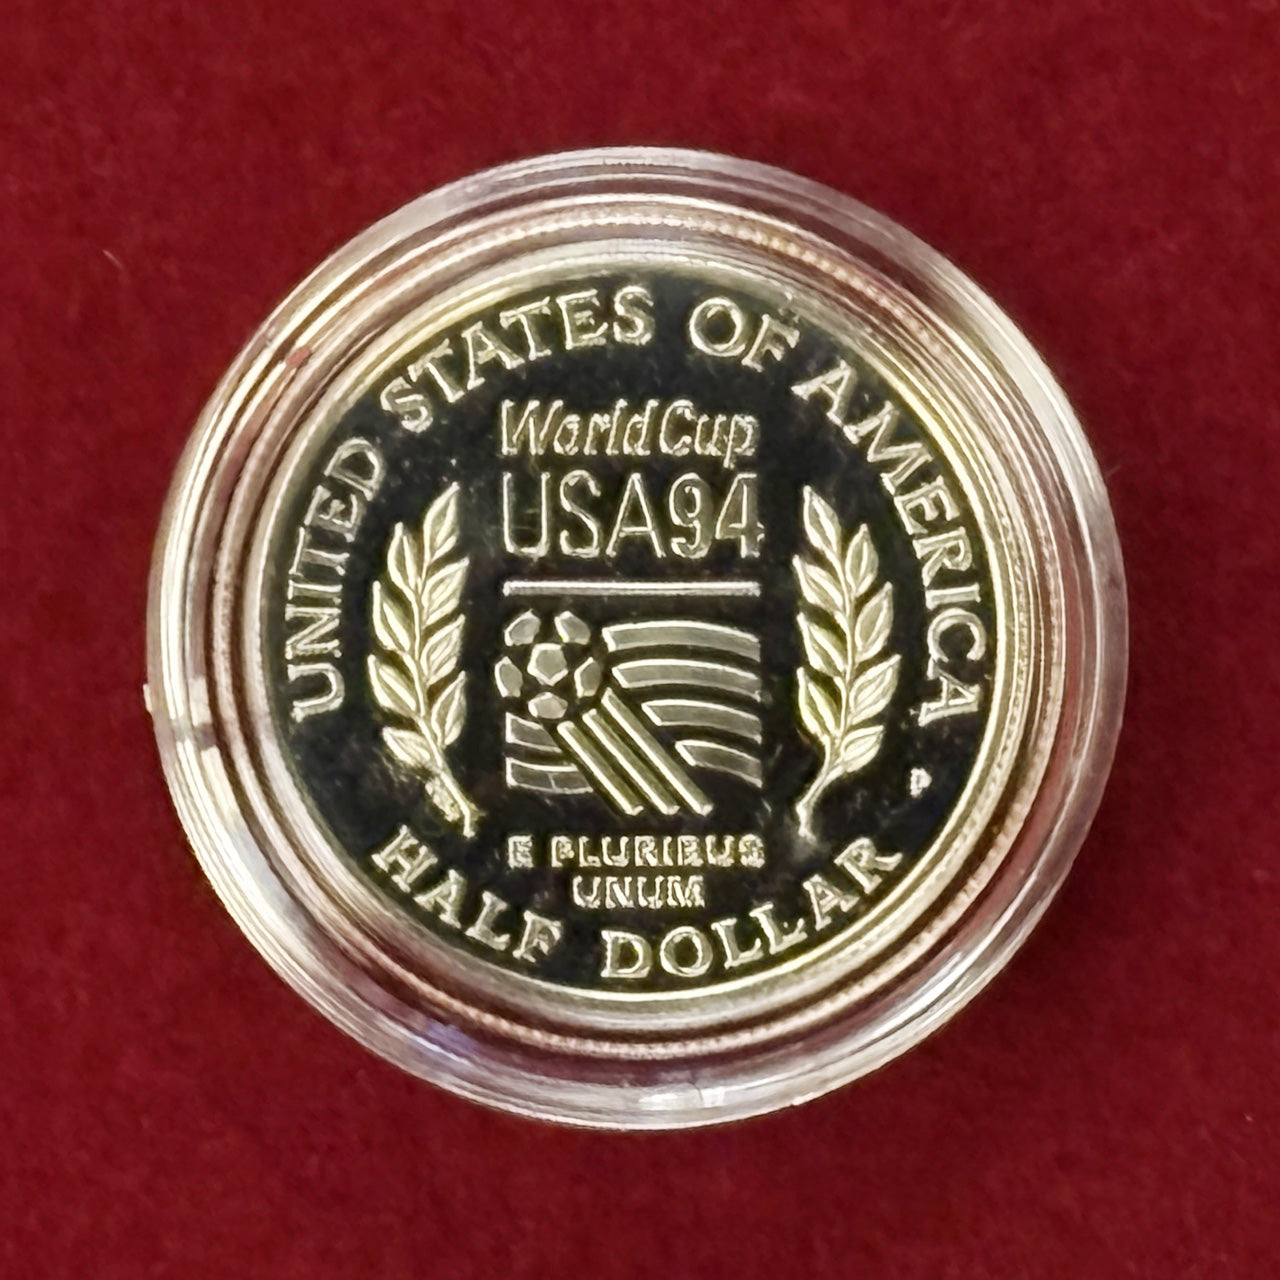 UNITED STATES OF AMERICA
WorldCup
USA94
P
E PLURIBUS
UNUM
HALF DOLLAR